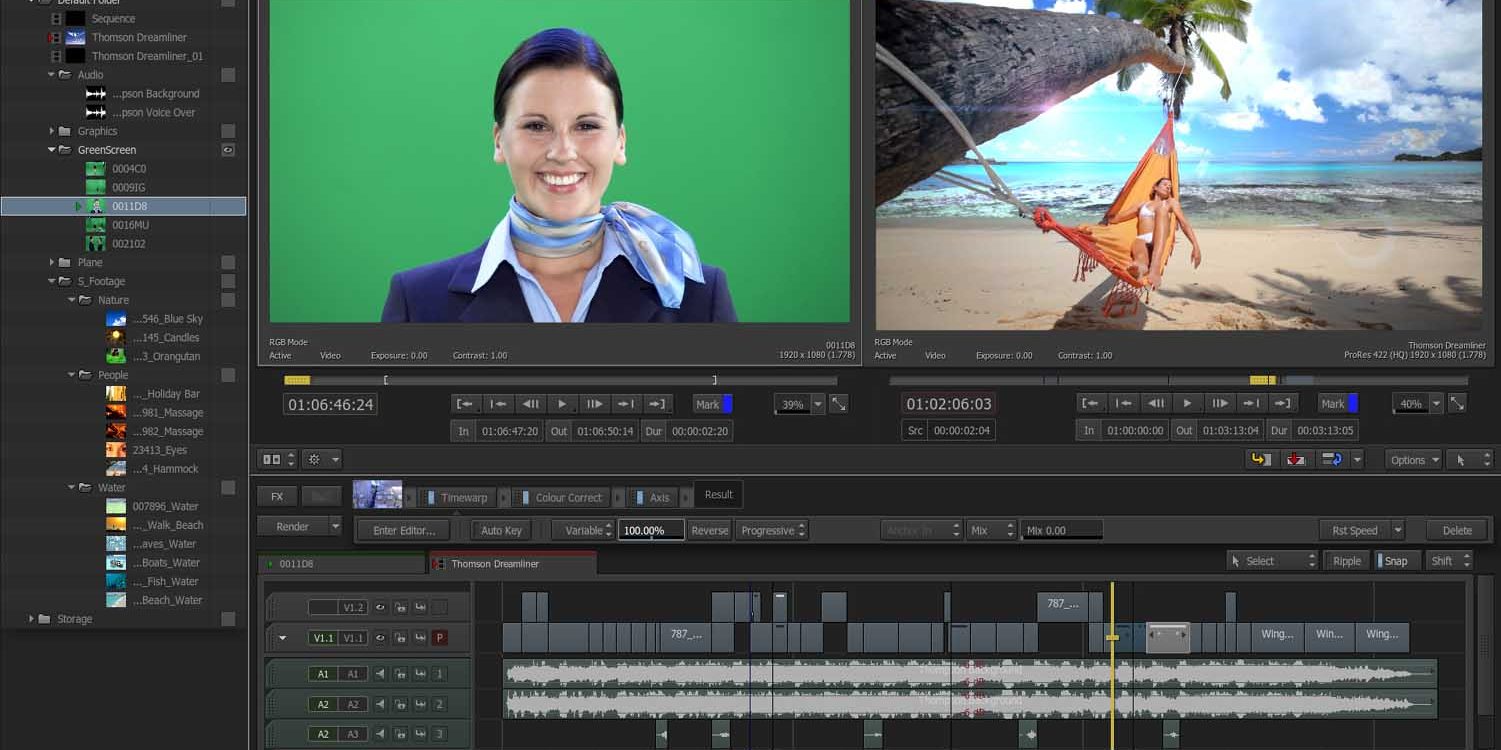 Default Folder
Sequence
Thomson Dreamliner
Thomson Dreamliner_01
Audio
...pson Background
...pson Voice Over
Graphics
GreenScreen
0004C0
0009IG
0011D8
0016MU
002102
Plane
S_Footage
Nature
...546_Blue Sky
...145_Candles
...3_Orangutan
People
..._Holiday Bar
...981_Massage
...982_Massage
23413_Eyes
...4_Hammock
Water
007896_Water
..._Walk_Beach
...aves_Water
...Boats_Water
..._Fish_Water
...Beach_Water
Storage
RGB Mode 0011D8
Active Video Exposure: 0.00 Contrast: 1.00 1920 x 1080 (1.778)
RGB Mode Thomson Dreamliner
Active Video Exposure: 0.00 Contrast: 1.00 ProRes 422 (HQ) 1920 x 1080 (1.778)
01:06:46:24 Mark 39%
In 01:06:47:20 Out 01:06:50:14 Dur 00:00:02:20
01:02:06:03 Mark 40%
Src 00:00:02:04 In 01:00:00:00 Out 01:03:13:04 Dur 00:03:13:05
Options
FX Timewarp Colour Correct Axis Result
Render Enter Editor... Auto Key Variable 100.00% Reverse Progressive Anchor In Mix Mix 0.00 Rst Speed Delete
0011D8 Thomson Dreamliner Select Ripple Snap Shift
V1.2 787_...
V1.1 V1.1 P 787_... Wing... Win... Wing...
A1 A1 1
A2 A2 2
A2 A3 3